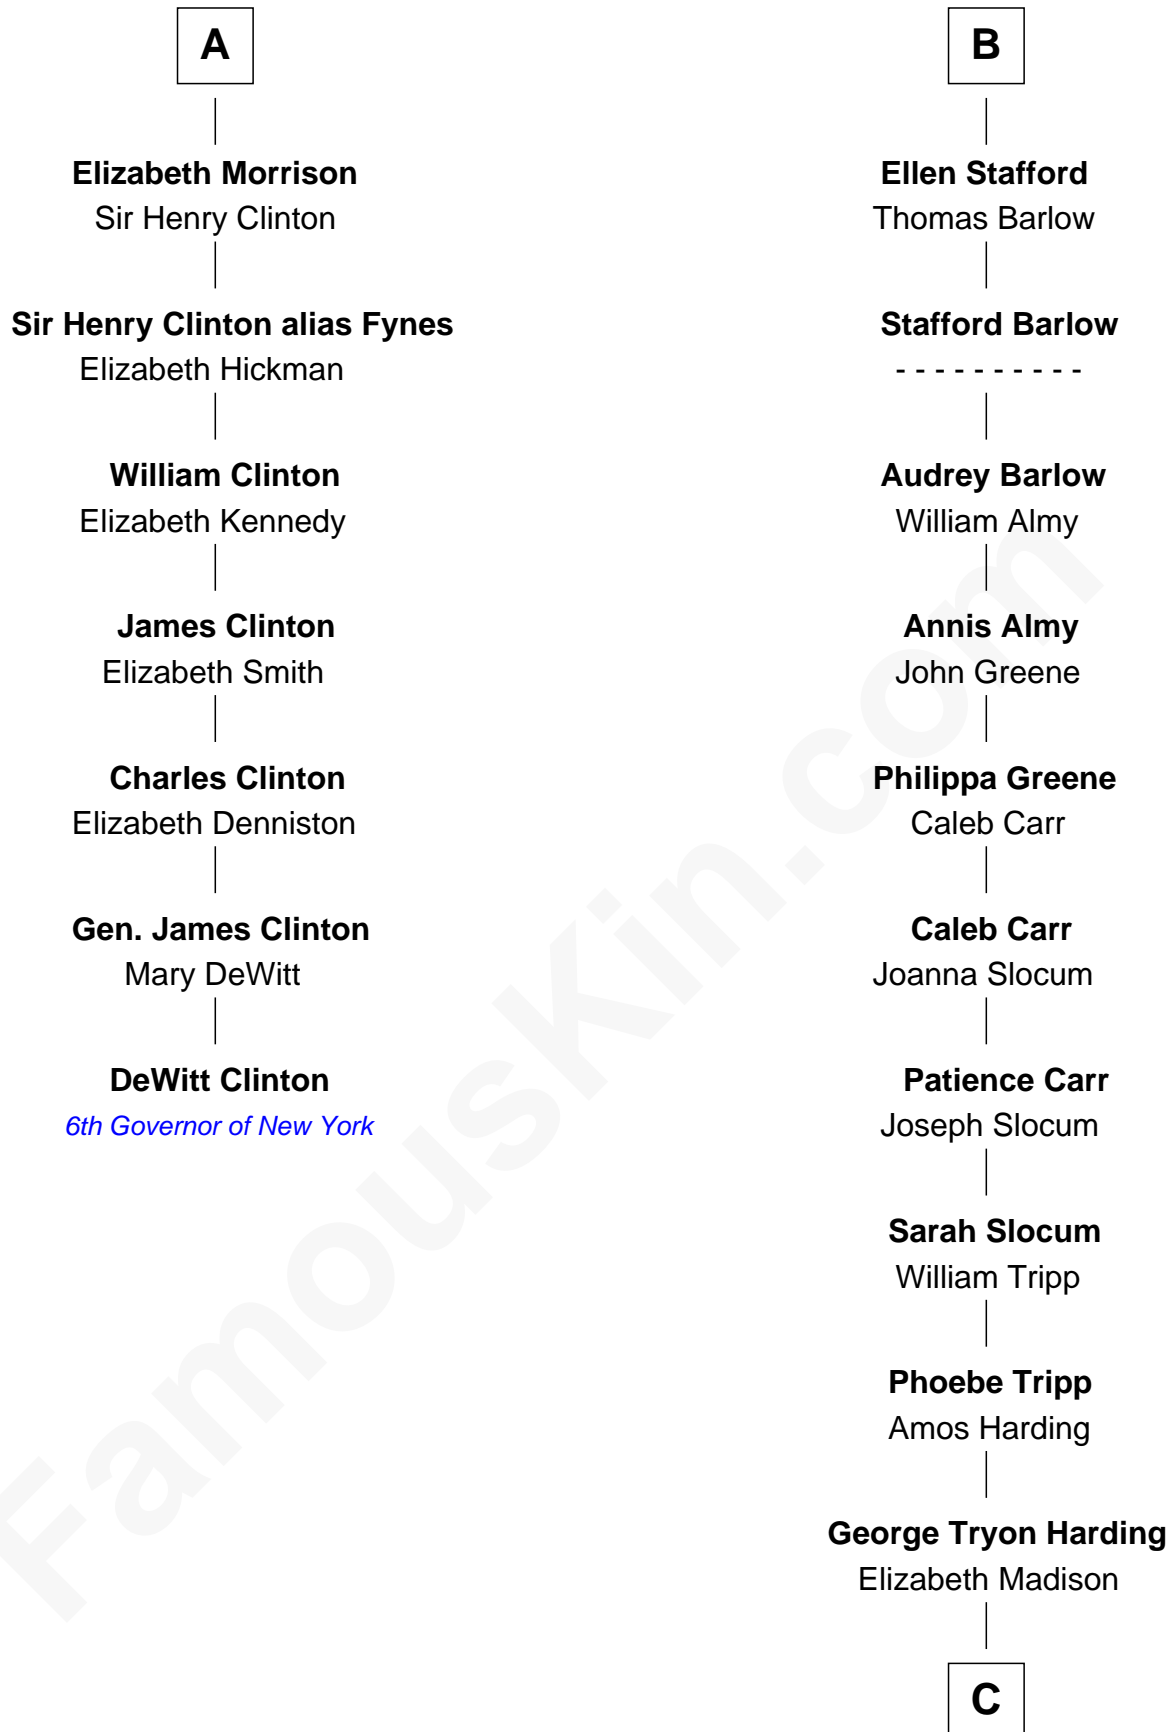 A
Elizabeth Morrison
Sir Henry Clinton
Sir Henry Clinton alias Fynes
Elizabeth Hickman
William Clinton
Elizabeth Kennedy
James Clinton
Elizabeth Smith
Charles Clinton
Elizabeth Denniston
Gen. James Clinton
Mary DeWitt
DeWitt Clinton
6th Governor of New York
B
Ellen Stafford
Thomas Barlow
Stafford Barlow
- - - - - - - - - -
Audrey Barlow
William Almy
Annis Almy
John Greene
Philippa Greene
Caleb Carr
Caleb Carr
Joanna Slocum
Patience Carr
Joseph Slocum
Sarah Slocum
William Tripp
Phoebe Tripp
Amos Harding
George Tryon Harding
Elizabeth Madison
C
FamousKin.com